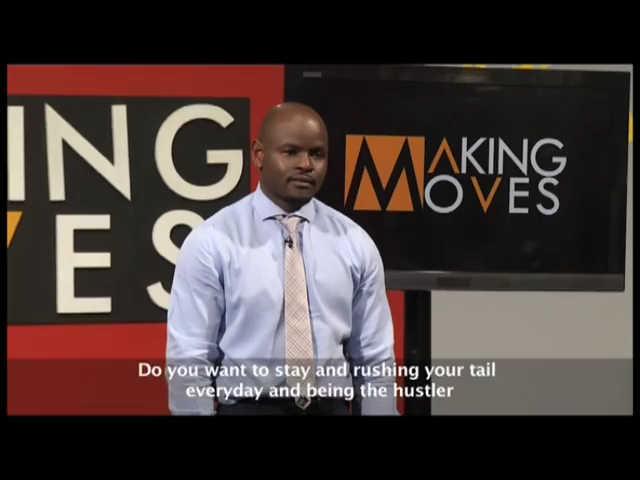 ING
VES
MAKING
MOVES
Do you want to stay and rushing your tail
everyday and being the hustler